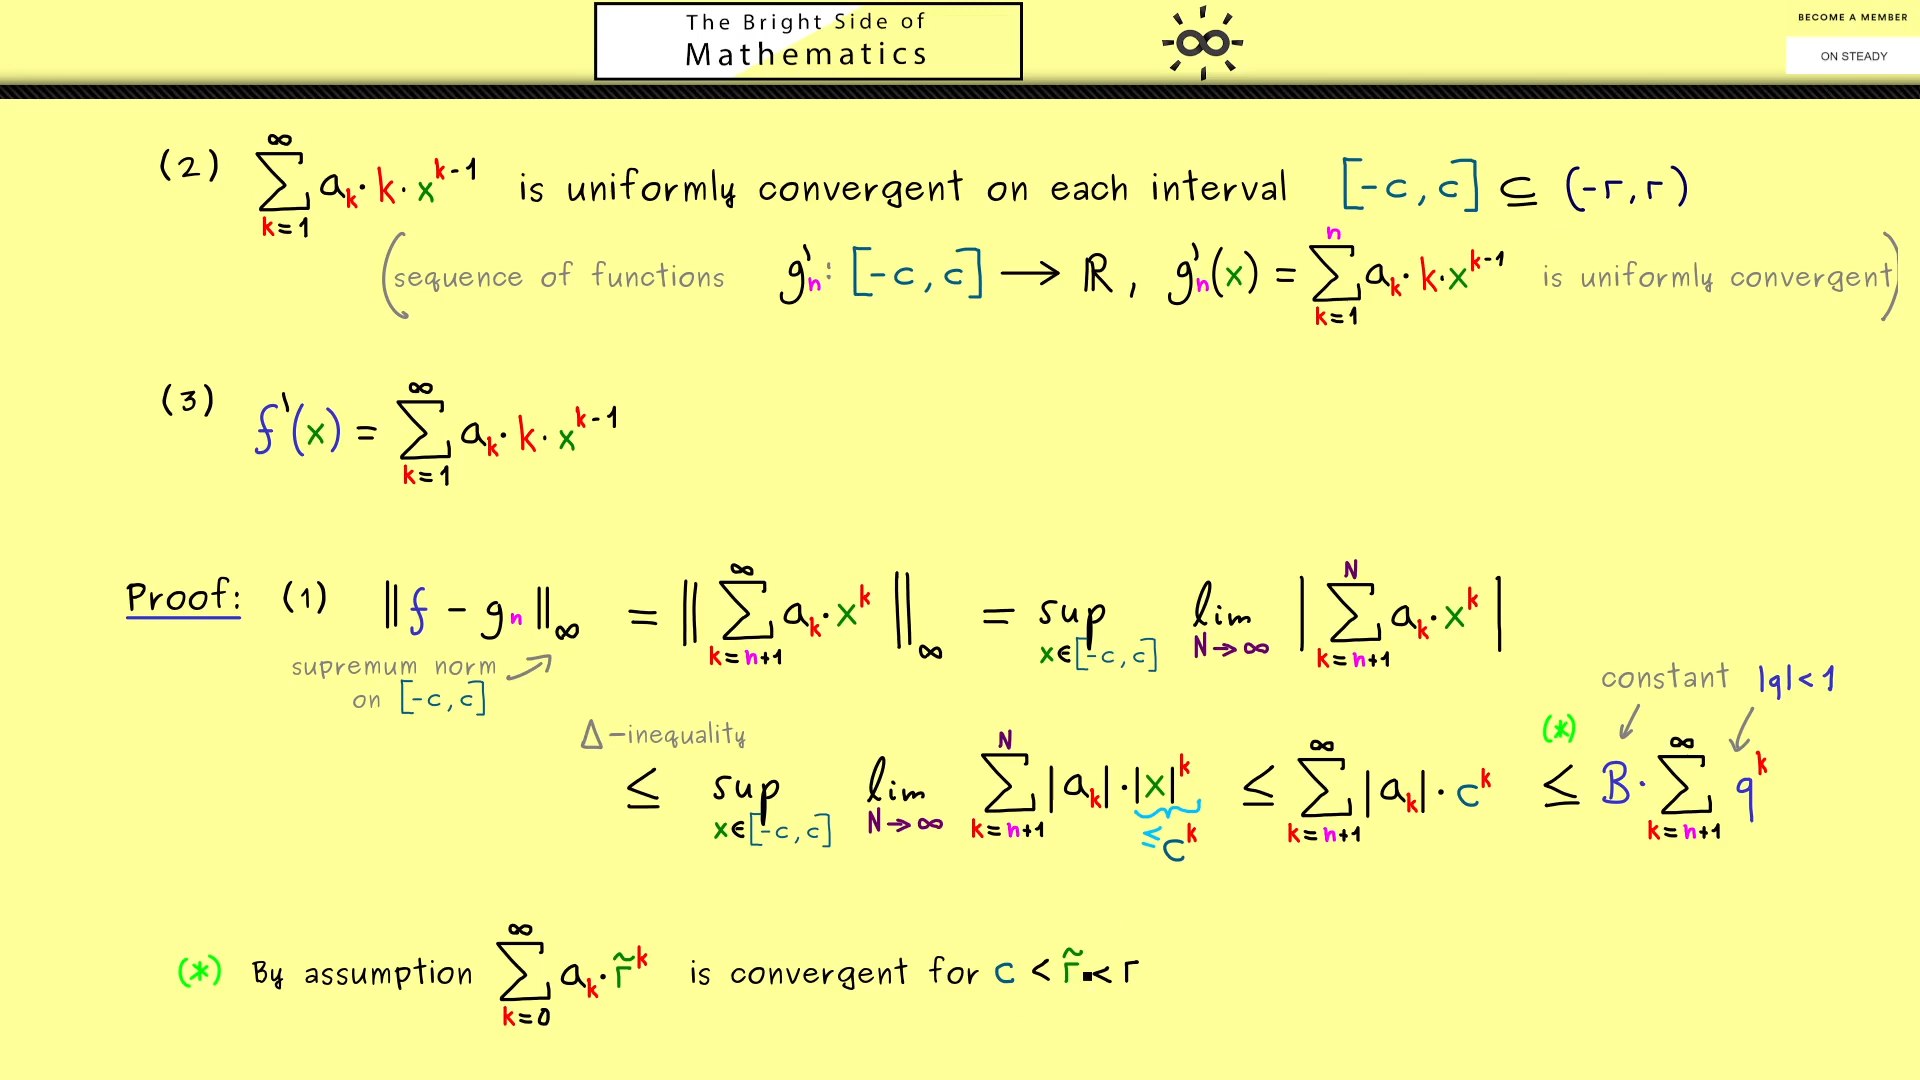 The Bright Side of
Mathematics
BECOME A MEMBER
ON STEADY
(2) ∑_{k=1}^{∞} a_k · k · x^{k-1} is uniformly convergent on each interval [-c, c] ⊆ (-r, r)
(sequence of functions g'_n : [-c, c] → ℝ, g'_n(x) = ∑_{k=1}^{n} a_k · k · x^{k-1} is uniformly convergent)
(3) f'(x) = ∑_{k=1}^{∞} a_k · k · x^{k-1}
Proof: (1) ‖f - g_n‖_∞ = ‖∑_{k=n+1}^{∞} a_k · x^k‖_∞ = sup_{x∈[-c, c]} lim_{N→∞} |∑_{k=n+1}^{N} a_k · x^k|
supremum norm
on [-c, c]
constant |q| < 1
Δ-inequality
(*)
≤ sup_{x∈[-c, c]} lim_{N→∞} ∑_{k=n+1}^{N} |a_k| · |x|^k ≤ ∑_{k=n+1}^{∞} |a_k| · c^k ≤ B · ∑_{k=n+1}^{∞} q^k
≤ c^k
(*) By assumption ∑_{k=0}^{∞} a_k · r̃^k is convergent for c < r̃ < r